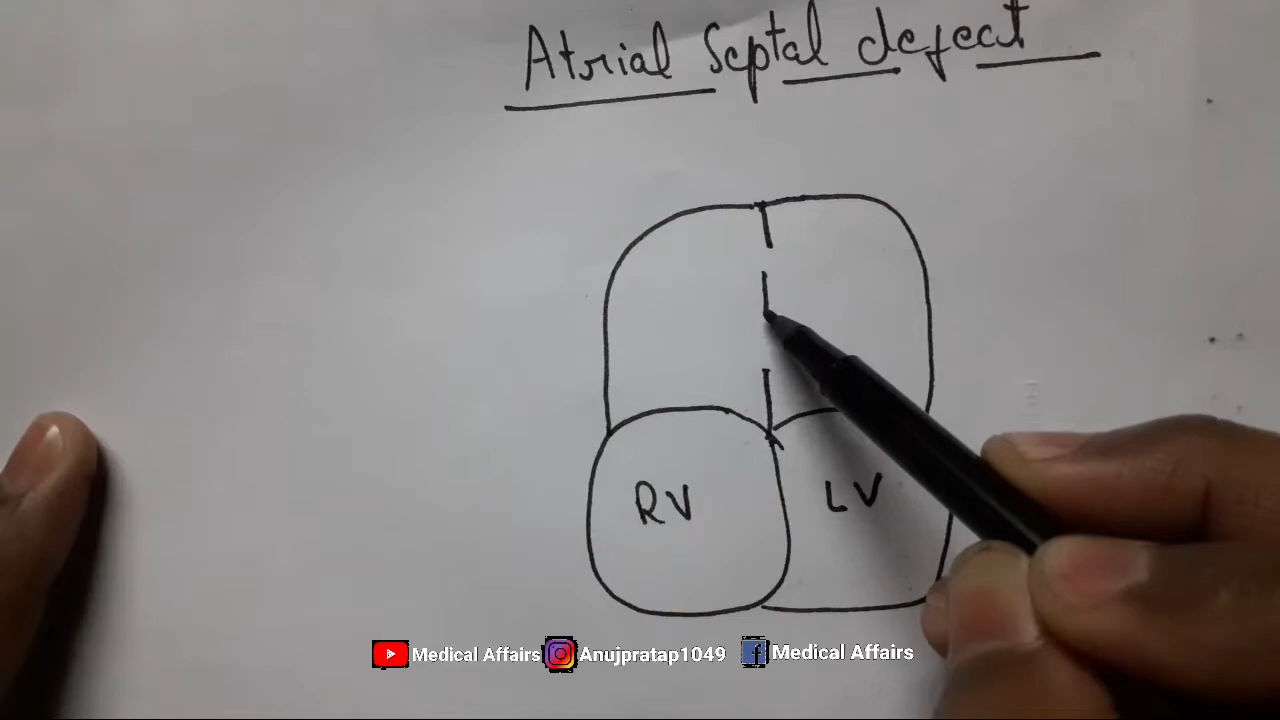 Atrial Septal defect
RV
LV
Medical Affairs Anujpratap1049 Medical Affairs